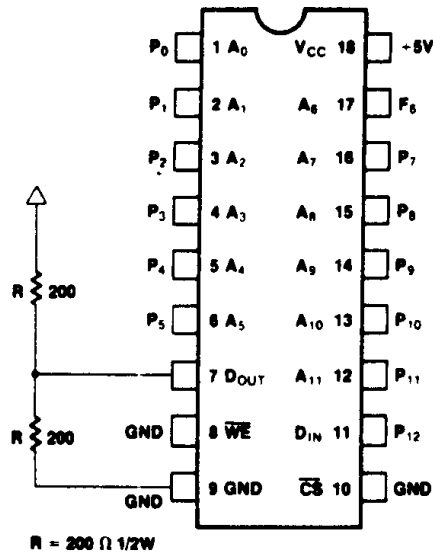 P0 1 A0 VCC 18 +5V
P1 2 A1 A6 17 F6
P2 3 A2 A7 16 P7
P3 4 A3 A8 15 P8
P4 5 A4 A9 14 P9
R 200
P5 6 A5 A10 13 P10
7 DOUT A11 12 P11
R 200
GND 8 W̅E̅ DIN 11 P12
GND 9 GND C̅S̅ 10 GND
R = 200 Ω 1/2W